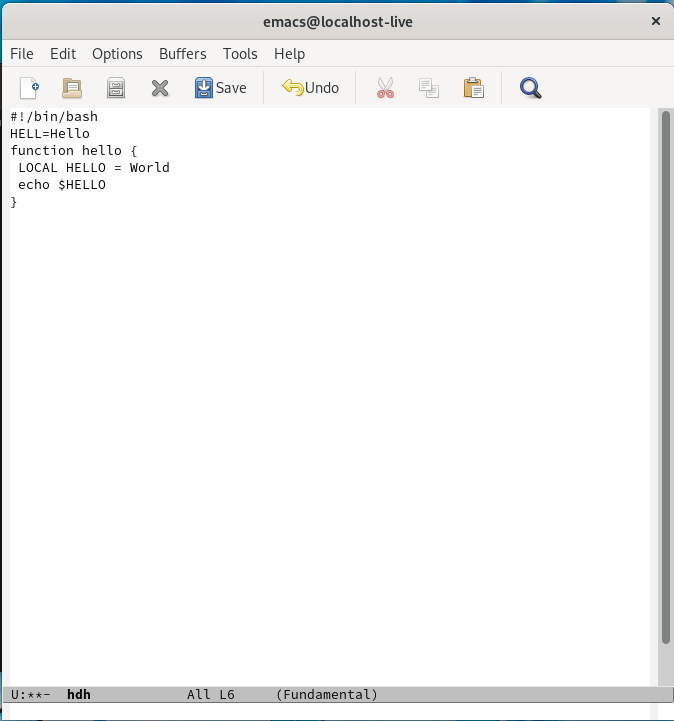 emacs@localhost-live
File Edit Options Buffers Tools Help
Save Undo
#!/bin/bash
HELL=Hello
function hello {
 LOCAL HELLO = World
 echo $HELLO
}
U:**- hdh All L6 (Fundamental)